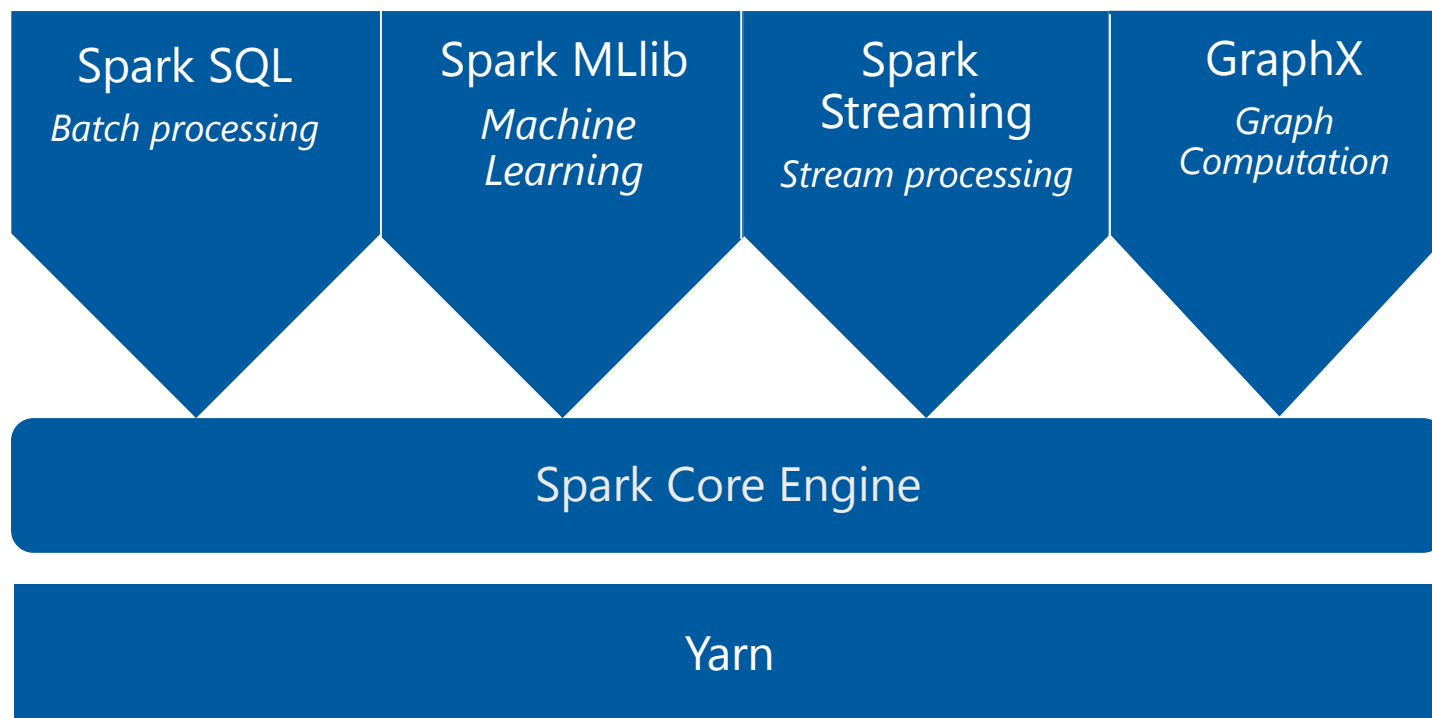 Spark SQL
Batch processing
Spark MLlib
Machine
Learning
Spark
Streaming
Stream processing
GraphX
Graph
Computation
Spark Core Engine
Yarn